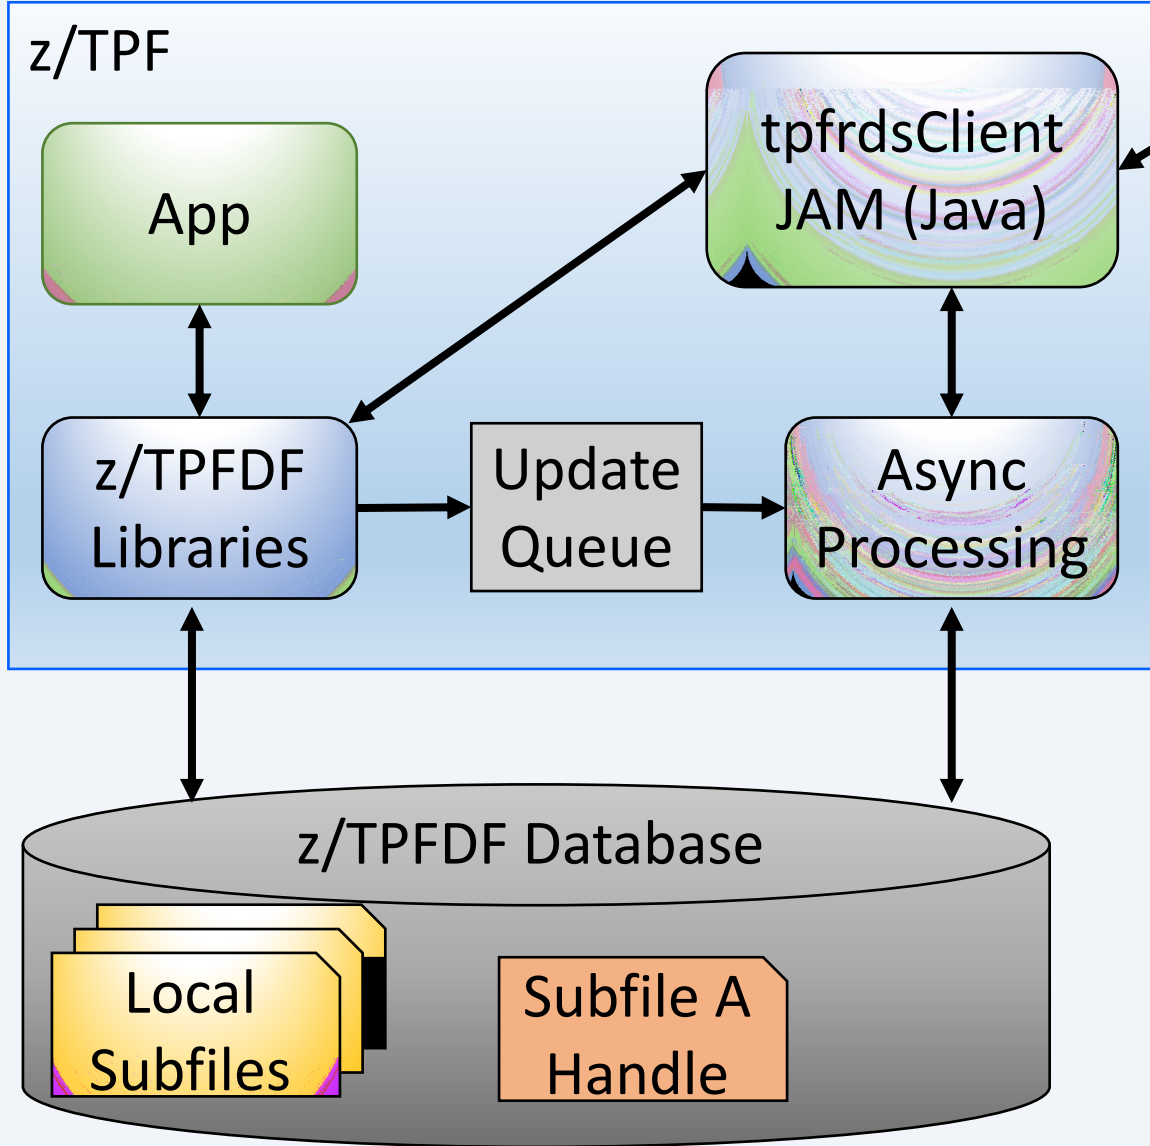 z/TPF
tpfrdsClient
JAM (Java)
App
z/TPFDF
Libraries
Update
Queue
Async
Processing
z/TPFDF Database
Local
Subfiles
Subfile A
Handle